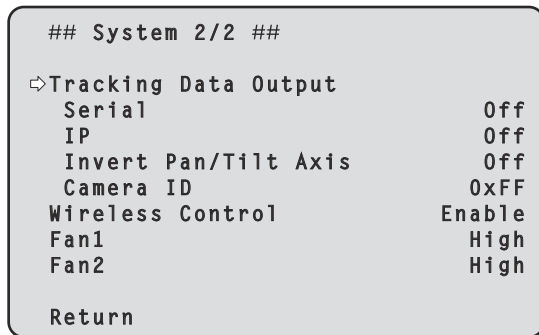 ## System 2/2 ##
⇨Tracking Data Output
Serial Off
IP Off
Invert Pan/Tilt Axis Off
Camera ID 0xFF
Wireless Control Enable
Fan1 High
Fan2 High
Return